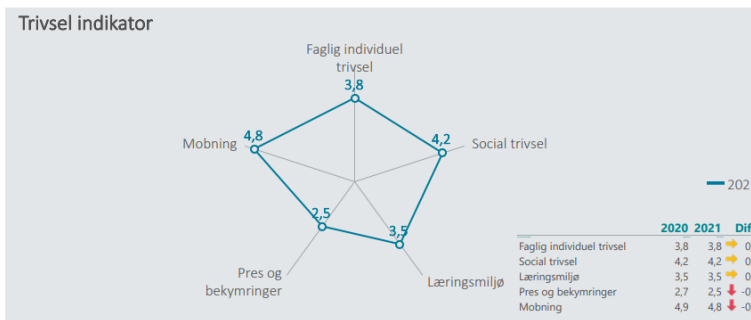 Trivsel indikator
Faglig individuel
trivsel
3,8
4,8
4,2
Mobning
Social trivsel
2,5
3,5
Pres og
bekymringer
Læringsmiljø
202
2020 2021 Dif
Faglig individuel trivsel 3,8 3,8 0
Social trivsel 4,2 4,2 0
Læringsmiljø 3,5 3,5 0
Pres og bekymringer 2,7 2,5 -0
Mobning 4,9 4,8 -0